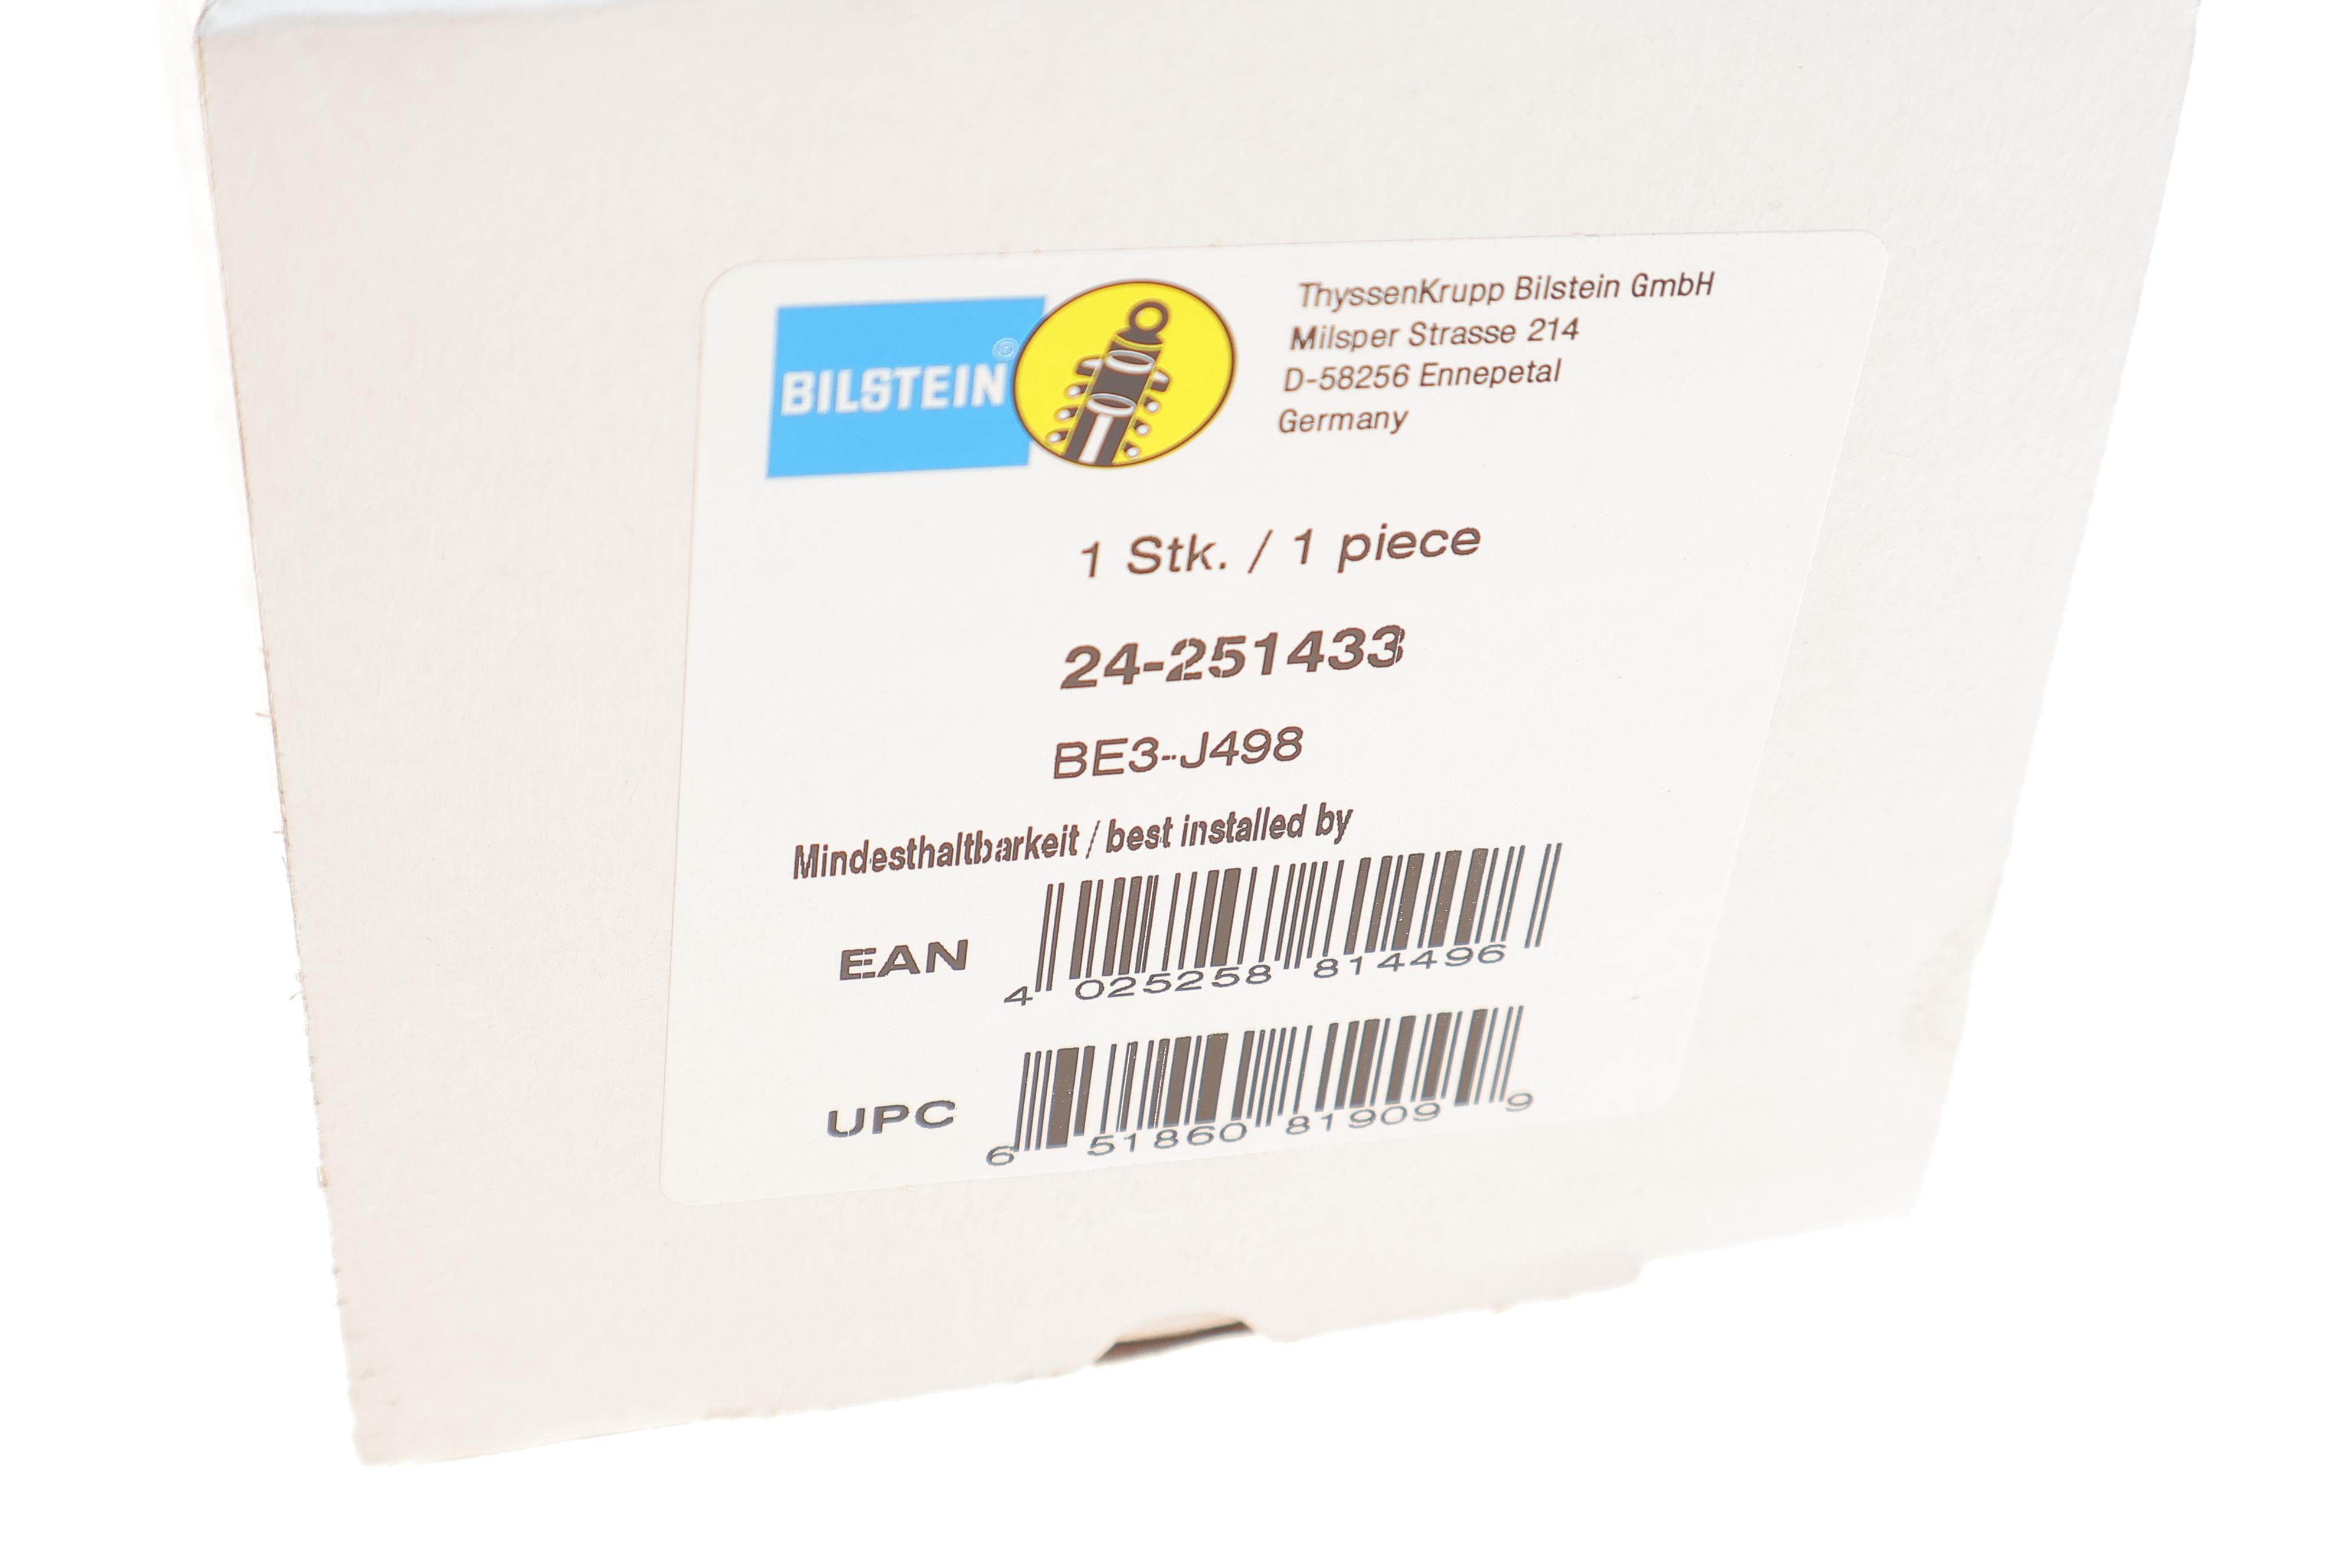 BILSTEIN®
ThyssenKrupp Bilstein GmbH
Milsper Strasse 214
D-58256 Ennepetal
Germany
1 Stk. / 1 piece
24-251433
BE3-J498
Mindesthaltbarkeit / best installed by
EAN
4 025258 814496
UPC
6 51860 81909 9